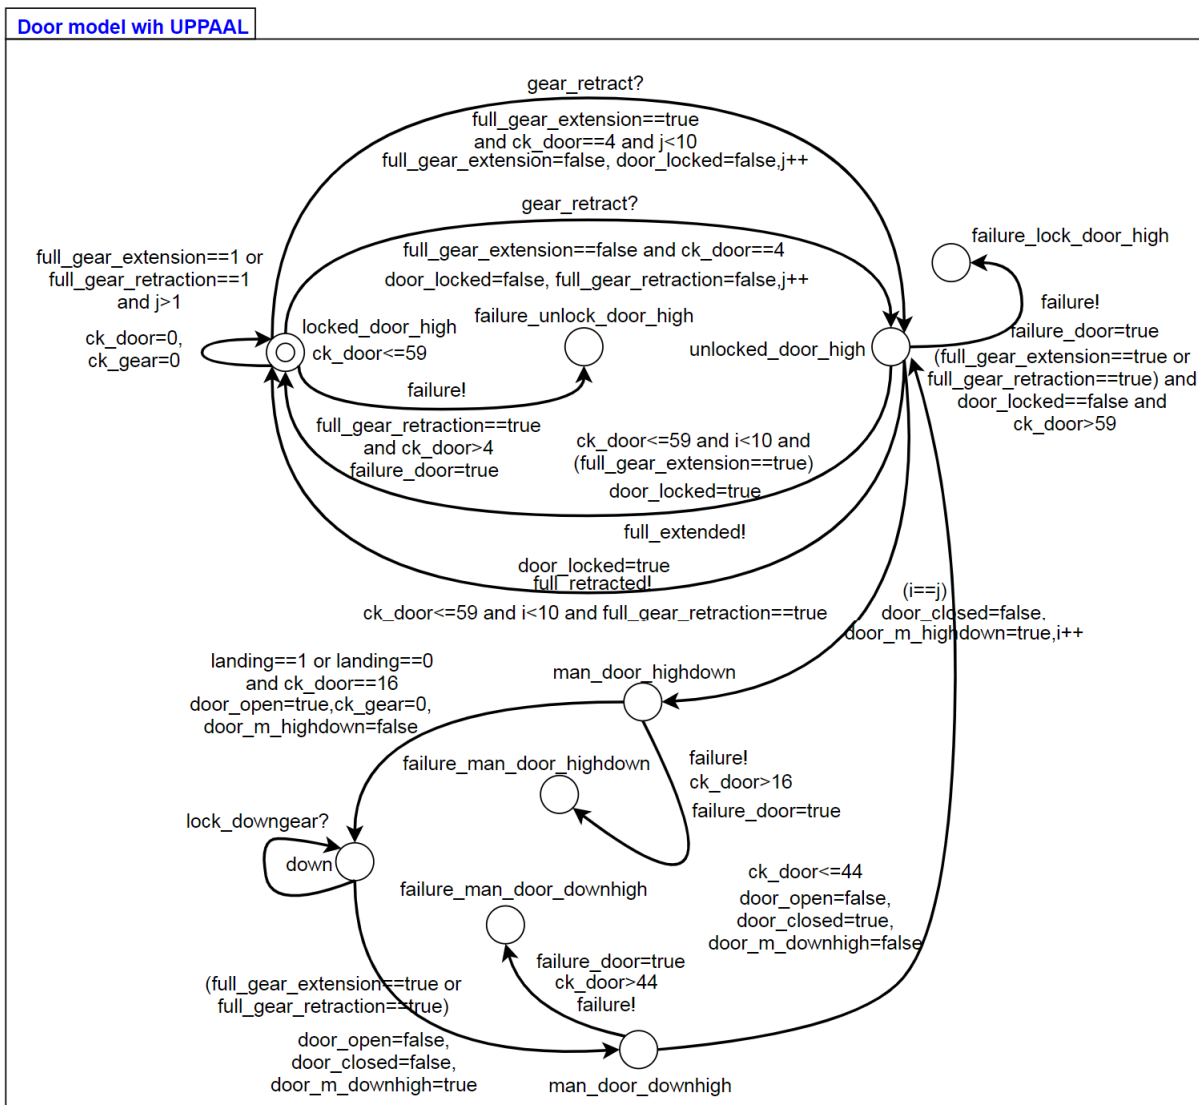 Door model wih UPPAAL
gear_retract?
full_gear_extension==true
and ck_door==4 and j<10
full_gear_extension=false, door_locked=false,j++
gear_retract?
full_gear_extension==false and ck_door==4
door_locked=false, full_gear_retraction=false,j++
full_gear_extension==1 or
full_gear_retraction==1
and j>1
ck_door=0,
ck_gear=0
locked_door_high
ck_door<=59
failure_unlock_door_high
failure!
full_gear_retraction==true
and ck_door>4
failure_door=true
unlocked_door_high
failure_lock_door_high
failure!
failure_door=true
(full_gear_extension==true or
full_gear_retraction==true) and
door_locked==false and
ck_door>59
ck_door<=59 and i<10 and
(full_gear_extension==true)
door_locked=true
full_extended!
door_locked=true
full_retracted!
ck_door<=59 and i<10 and full_gear_retraction==true
(i==j)
door_closed=false,
door_m_highdown=true,i++
landing==1 or landing==0
and ck_door==16
door_open=true,ck_gear=0,
door_m_highdown=false
man_door_highdown
failure_man_door_highdown
failure!
ck_door>16
failure_door=true
lock_downgear?
down
failure_man_door_downhigh
ck_door<=44
door_open=false,
door_closed=true,
door_m_downhigh=false
failure_door=true
ck_door>44
failure!
(full_gear_extension==true or
full_gear_retraction==true)
door_open=false,
door_closed=false,
door_m_downhigh=true
man_door_downhigh